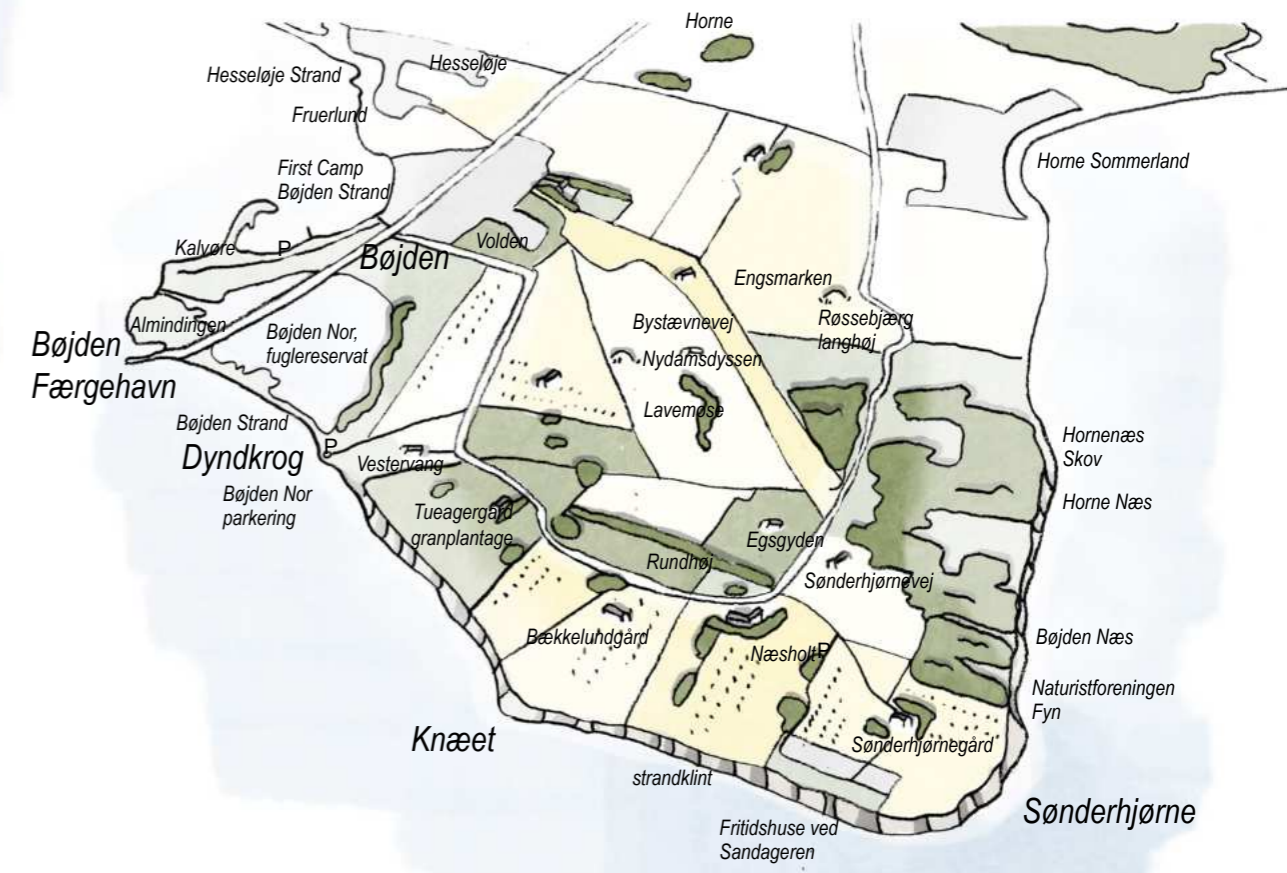 Horne
Hesseløje Strand
Hesseløje
Fruerlund
First Camp
Bøjden Strand
Horne Sommerland
Kalvøre
P
Bøjden
Volden
Engsmarken
Almindingen
Bøjden Nor,
fuglereservat
Bystævnevej
Røssebjærg
langhøj
Bøjden
Færgehavn
Nydamsdyssen
Lavemose
Bøjden Strand
P
Dyndkrog
Vestervang
Hornenæs
Skov
Bøjden Nor
parkering
Tueagergård
granplantage
Horne Næs
Egsgyden
Rundhøj
Sønderhjørnevej
Bækkelundgård
Næsholt
P
Bøjden Næs
Naturistforeningen
Fyn
Knæet
Sønderhjørnegård
strandklint
Sønderhjørne
Fritidshuse ved
Sandageren